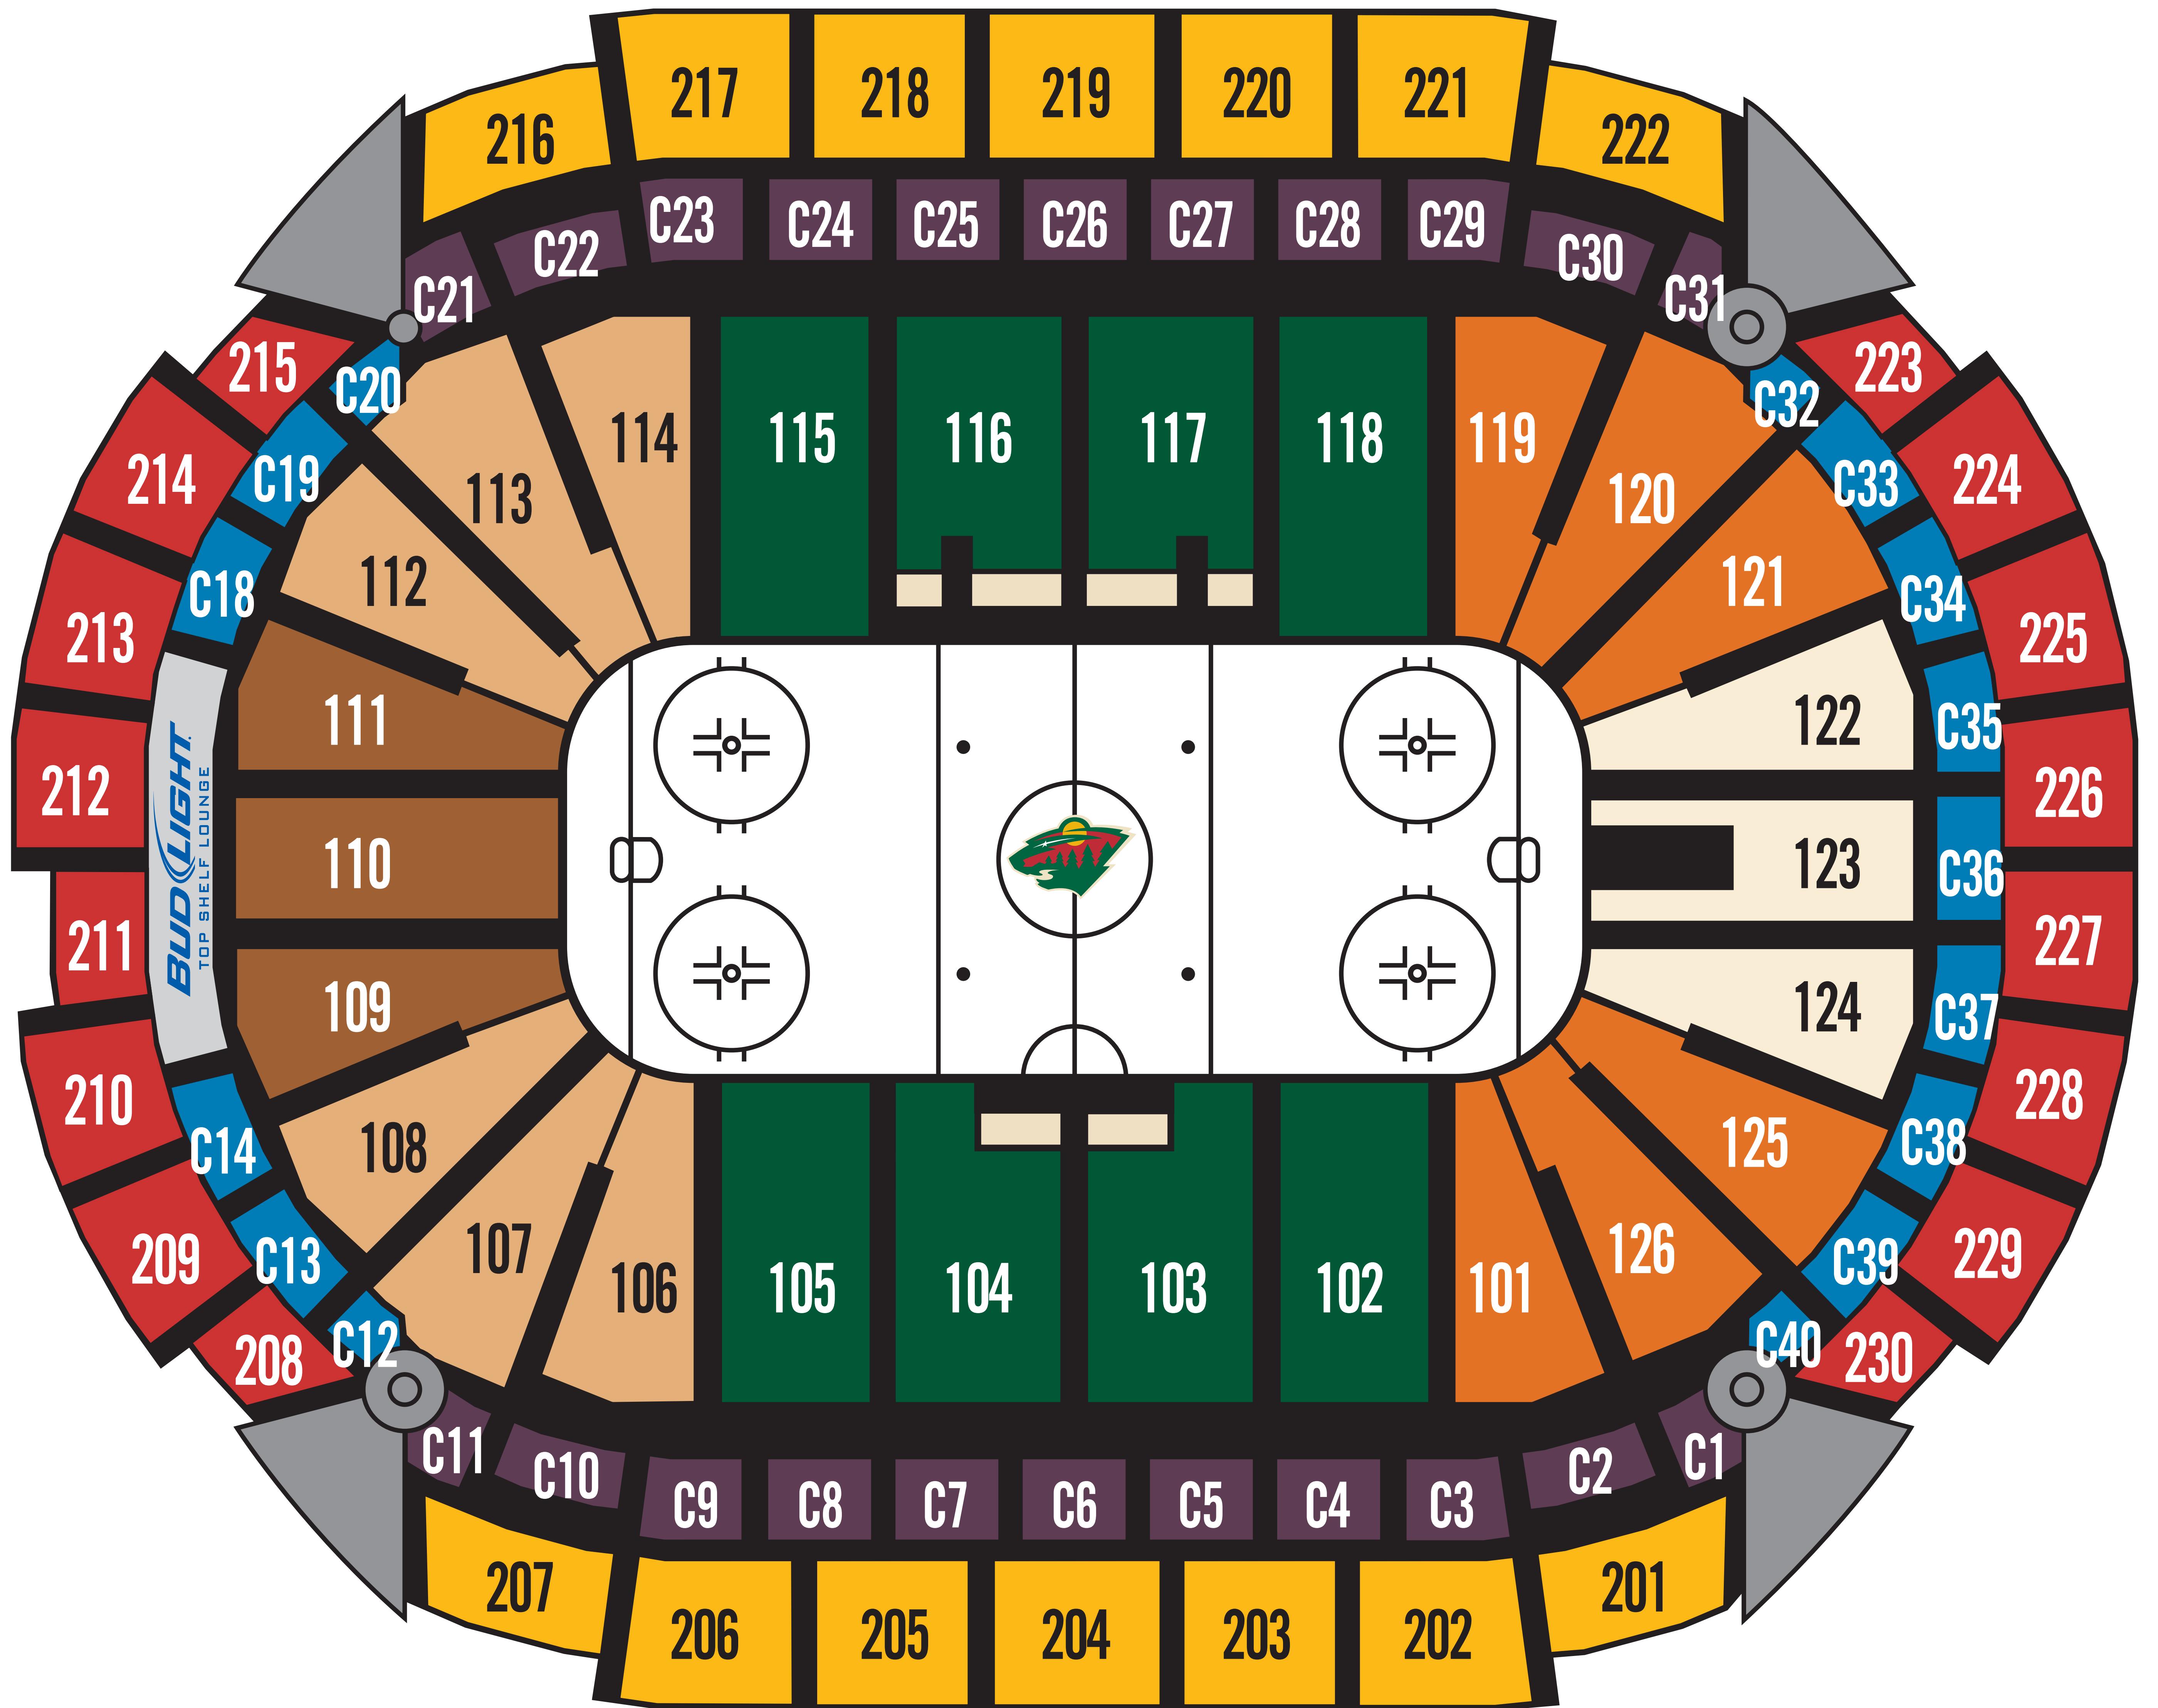 217 218 219 220 221
216 222
C23 C24 C25 C26 C27 C28 C29
C22 C30
C21 C31
215 C20 C32 223
114 115 116 117 118 119
214 C19 113 120 C33 224
213 C18 112 121 C34 225
111 122 C35
212 226
110 123 C36
211 227
109 124 C37
BUD LIGHT.
TOP SHELF LOUNGE
210 C14 108 125 C38 228
209 C13 107 126 C39 229
106 105 104 103 102 101
208 C12 C40 230
C11 C1
C10 C2
C9 C8 C7 C6 C5 C4 C3
207 201
206 205 204 203 202